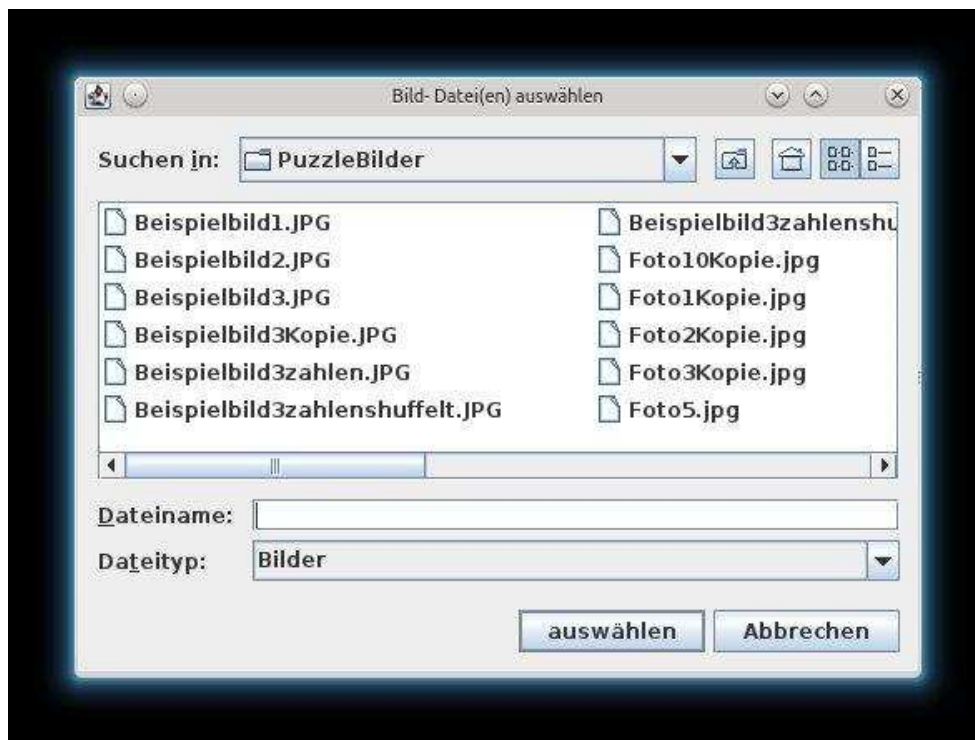 Bild- Datei(en) auswählen
Suchen in: PuzzleBilder
Beispielbild1.JPG
Beispielbild2.JPG
Beispielbild3.JPG
Beispielbild3Kopie.JPG
Beispielbild3zahlen.JPG
Beispielbild3zahlenshuffelt.JPG
Beispielbild3zahlenshu
Foto10Kopie.jpg
Foto1Kopie.jpg
Foto2Kopie.jpg
Foto3Kopie.jpg
Foto5.jpg
Dateiname:
Dateityp: Bilder
auswählen Abbrechen